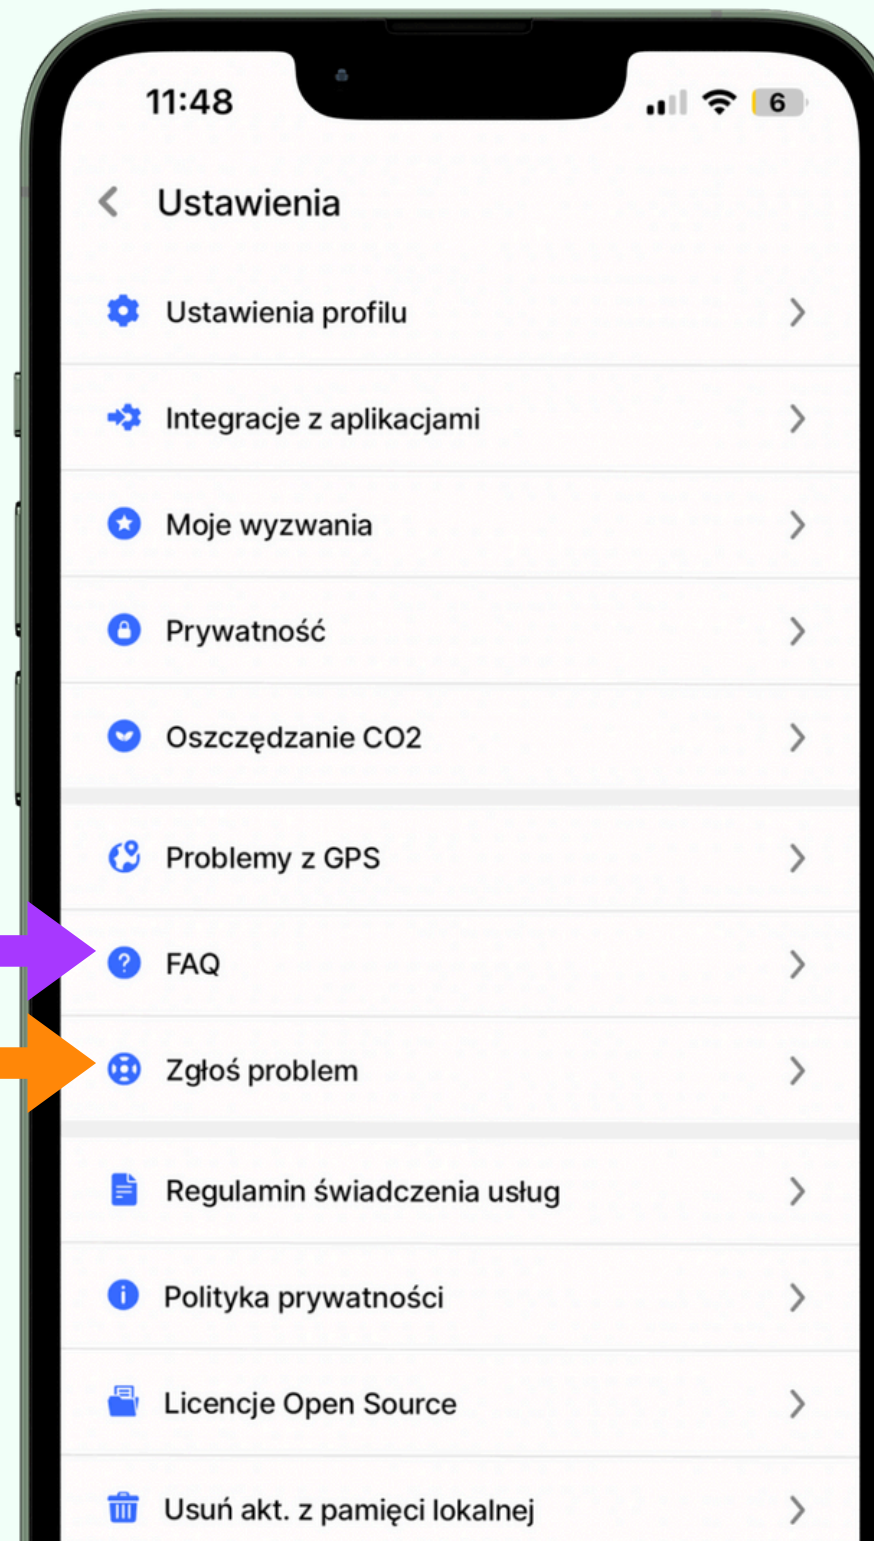 11:48
6
Ustawienia
Ustawienia profilu
Integracje z aplikacjami
Moje wyzwania
Prywatność
Oszczędzanie CO2
Problemy z GPS
FAQ
Zgłoś problem
Regulamin świadczenia usług
Polityka prywatności
Licencje Open Source
Usuń akt. z pamięci lokalnej